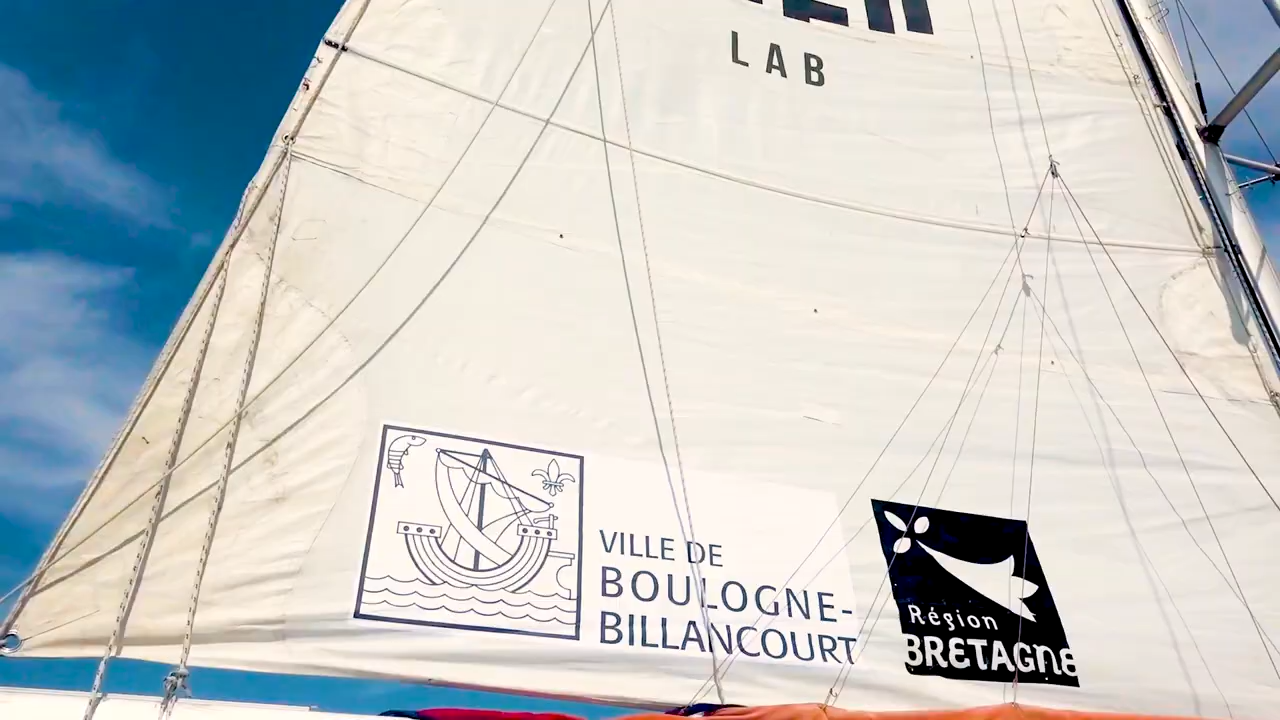 LAB
VILLE DE
BOULOGNE-
BILLANCOURT
Région
BRETAGNE